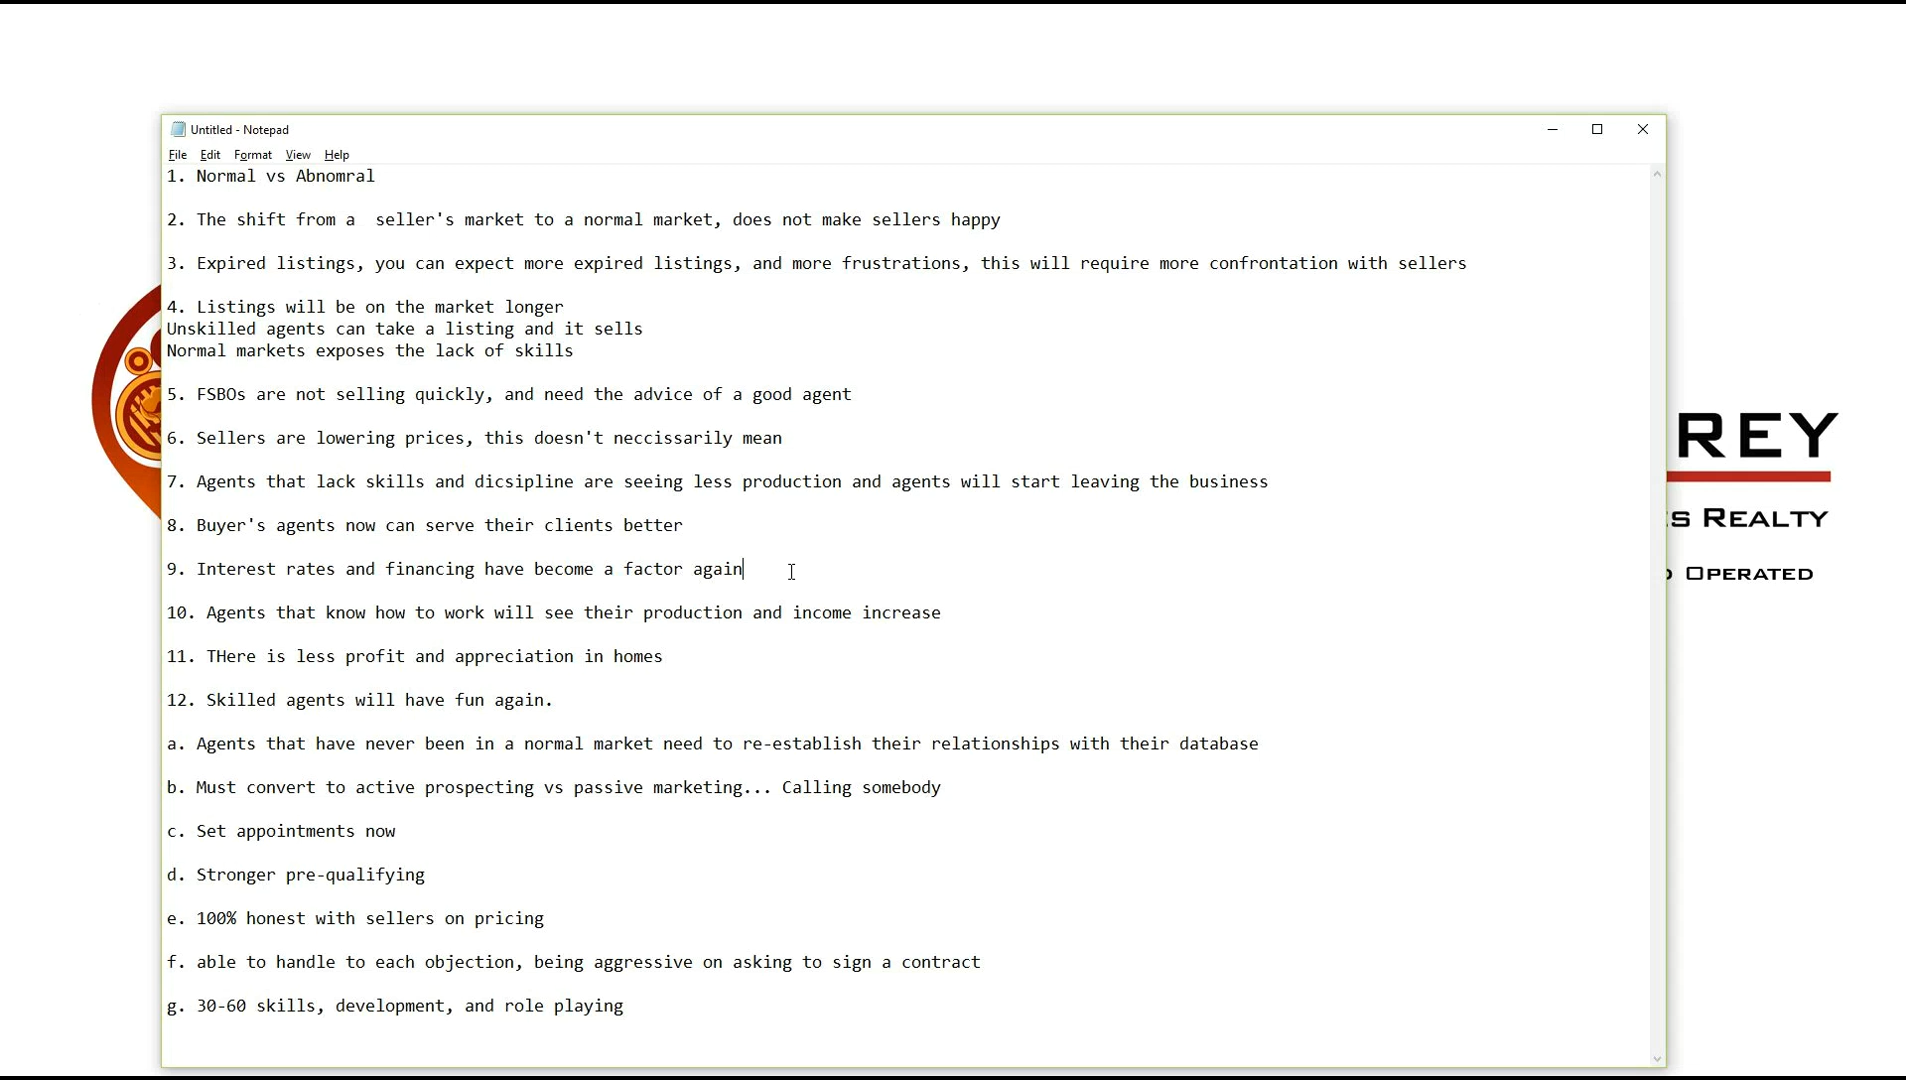 Untitled - Notepad
File Edit Format View Help
1. Normal vs Abnomral
2. The shift from a  seller's market to a normal market, does not make sellers happy
3. Expired listings, you can expect more expired listings, and more frustrations, this will require more confrontation with sellers
4. Listings will be on the market longer
Unskilled agents can take a listing and it sells
Normal markets exposes the lack of skills
5. FSBOs are not selling quickly, and need the advice of a good agent
6. Sellers are lowering prices, this doesn't neccissarily mean
7. Agents that lack skills and dicsipline are seeing less production and agents will start leaving the business
8. Buyer's agents now can serve their clients better
9. Interest rates and financing have become a factor again
10. Agents that know how to work will see their production and income increase
11. THere is less profit and appreciation in homes
12. Skilled agents will have fun again.
a. Agents that have never been in a normal market need to re-establish their relationships with their database
b. Must convert to active prospecting vs passive marketing... Calling somebody
c. Set appointments now
d. Stronger pre-qualifying
e. 100% honest with sellers on pricing
f. able to handle to each objection, being aggressive on asking to sign a contract
g. 30-60 skills, development, and role playing
REY
S REALTY
OPERATED